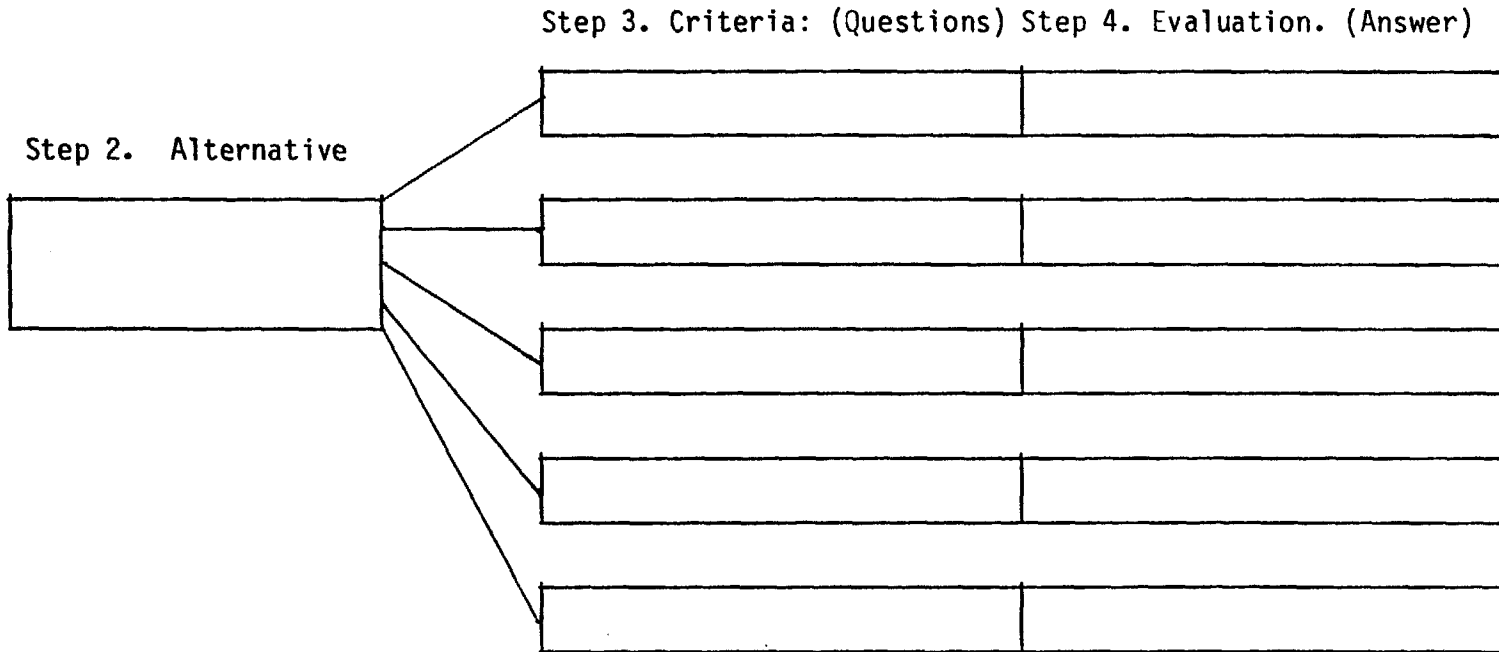 Step 3. Criteria: (Questions) Step 4. Evaluation. (Answer)
Step 2. Alternative